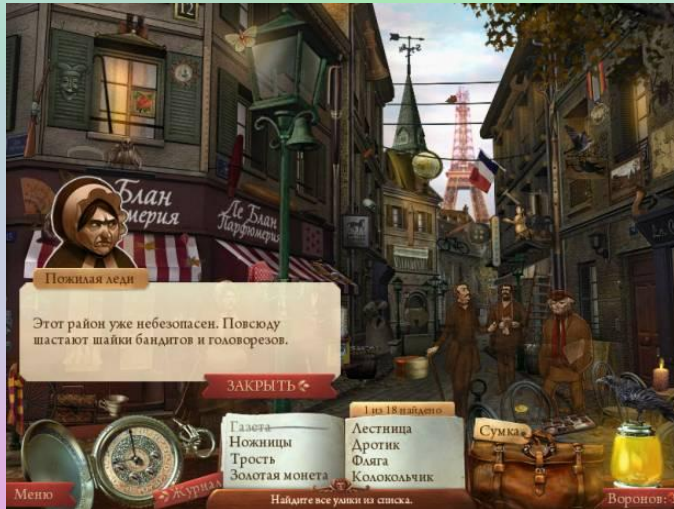 12
Блан
Ле Блан
Парфюмерия
Пожилая леди
Этот район уже небезопасен. Повсюду
шастают шайки бандитов и головорезов.
ЗАКРЫТЬ
1 из 18 найдено
Газета
Ножницы
Трость
Золотая монета
Лестница
Дротик
Фляга
Колокольчик
Сумка
Меню
Журнал
Найдите все улики из списка.
Воронов: